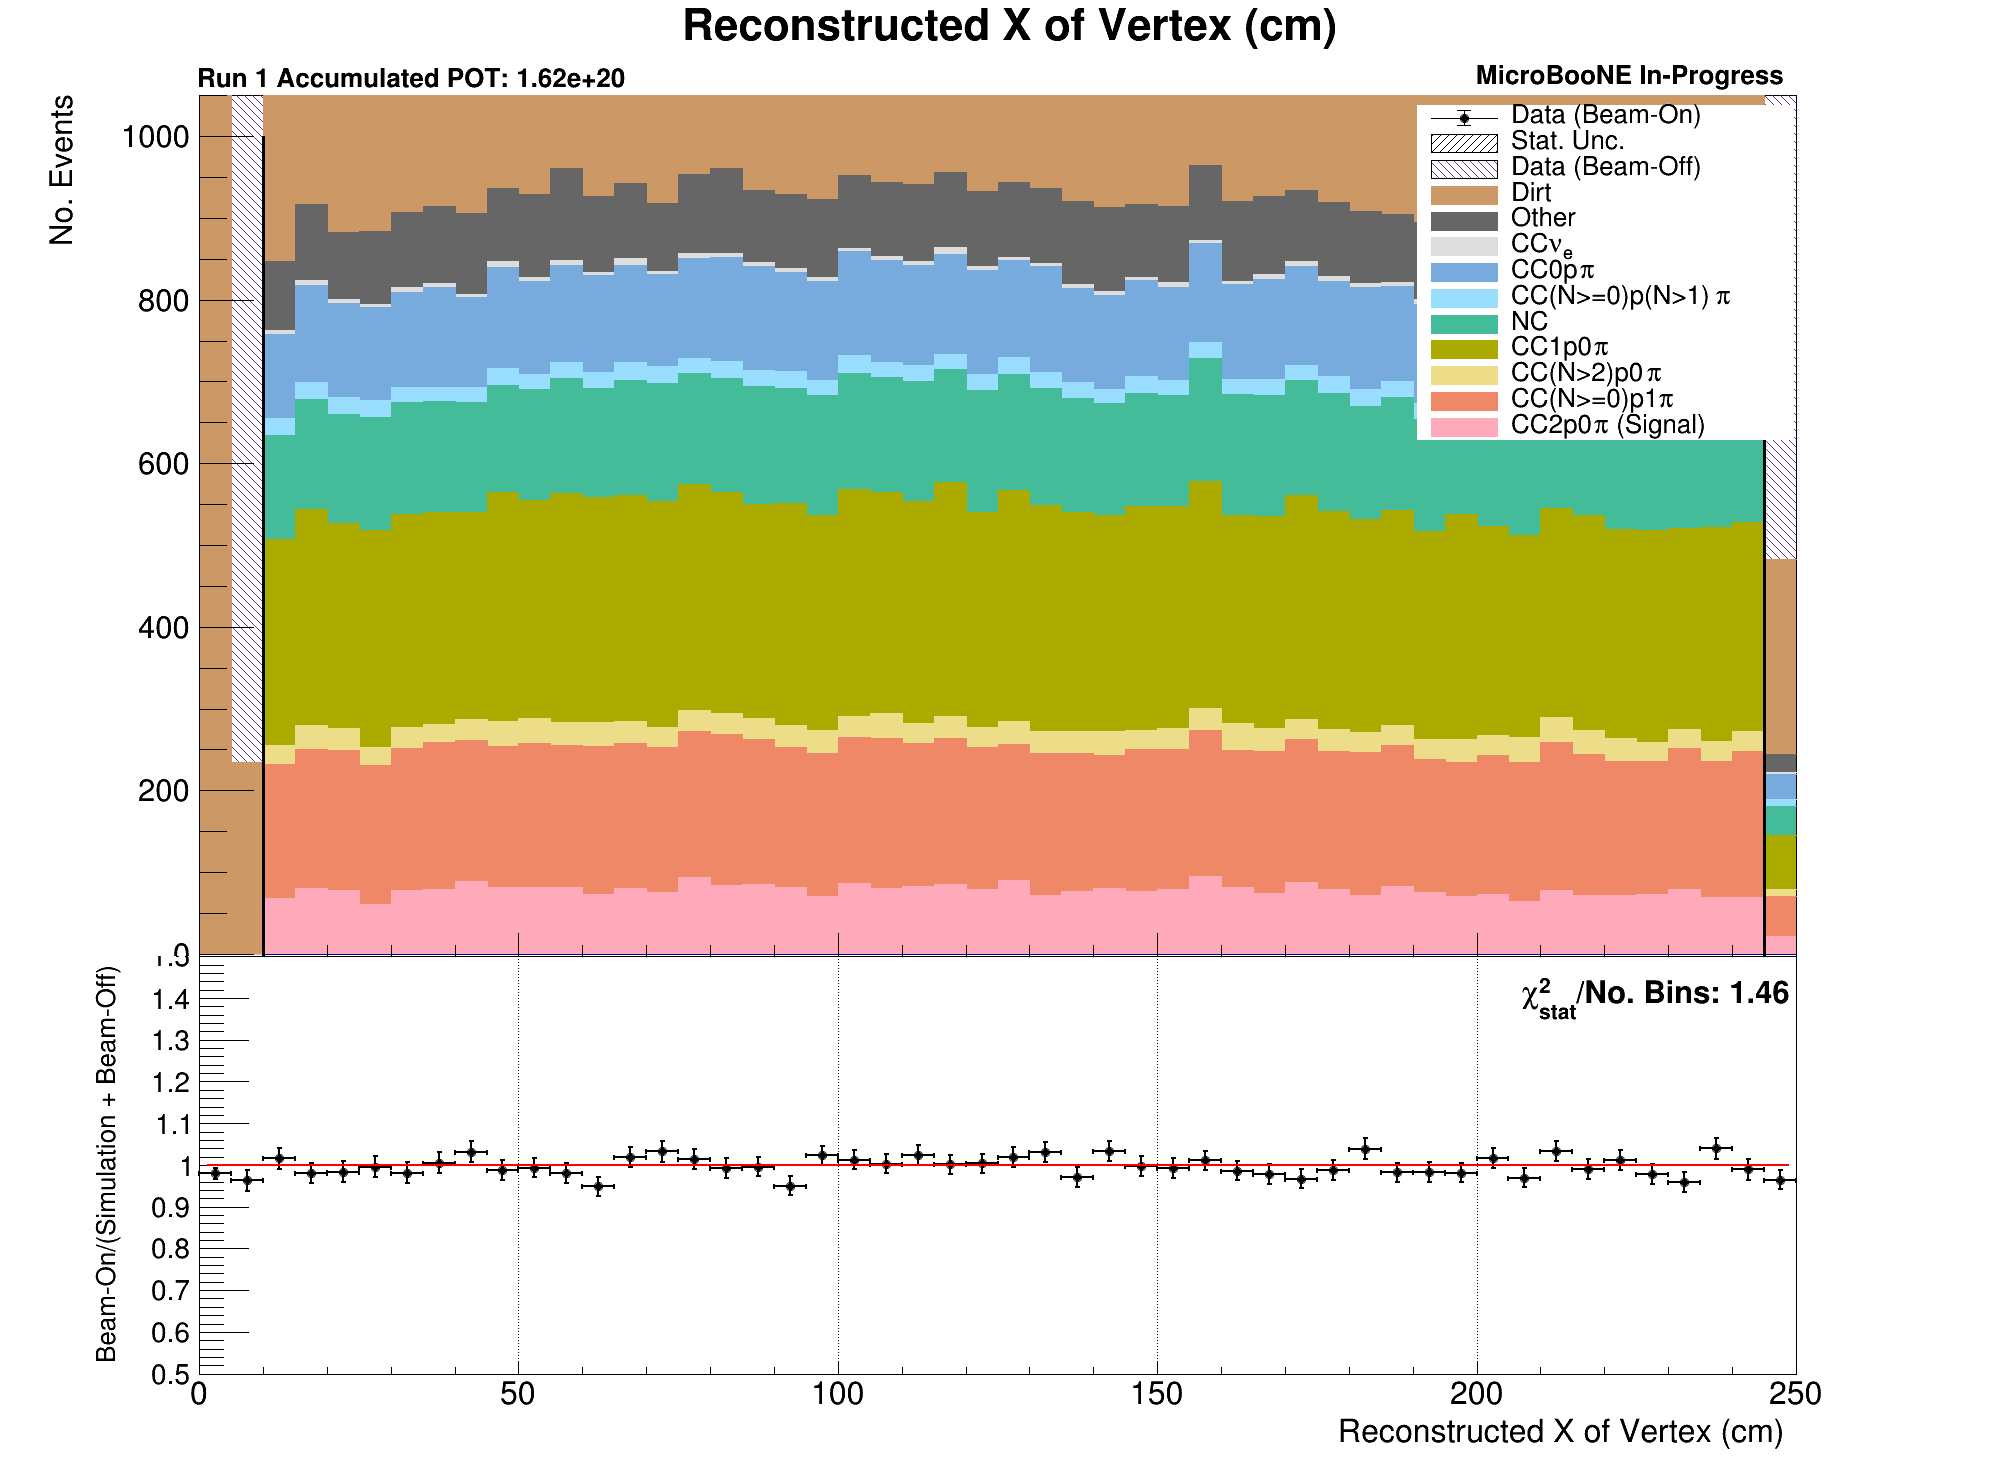 Reconstructed X of Vertex (cm)
Run 1 Accumulated POT: 1.62e+20
MicroBooNE In-Progress
No. Events
1000
800
600
400
200
0
Data (Beam-On)
Stat. Unc.
Data (Beam-Off)
Dirt
Other
CCνe
CC0pπ
CC(N>=0)p(N>1) π
NC
CC1p0π
CC(N>2)p0π
CC(N>=0)p1π
CC2p0π (Signal)
Beam-On/(Simulation + Beam-Off)
1.5
1.4
1.3
1.2
1.1
1
0.9
0.8
0.7
0.6
0.5
χ²stat/No. Bins: 1.46
0 50 100 150 200 250
Reconstructed X of Vertex (cm)